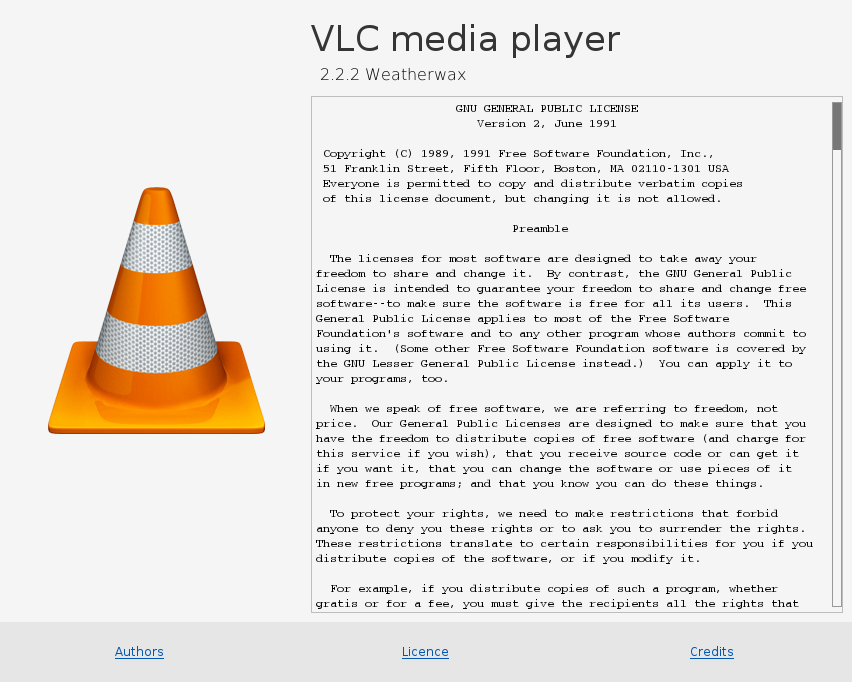 VLC media player
2.2.2 Weatherwax
GNU GENERAL PUBLIC LICENSE
Version 2, June 1991
Copyright (C) 1989, 1991 Free Software Foundation, Inc.,
51 Franklin Street, Fifth Floor, Boston, MA 02110-1301 USA
Everyone is permitted to copy and distribute verbatim copies
of this license document, but changing it is not allowed.
Preamble
The licenses for most software are designed to take away your
freedom to share and change it.  By contrast, the GNU General Public
License is intended to guarantee your freedom to share and change free
software--to make sure the software is free for all its users.  This
General Public License applies to most of the Free Software
Foundation's software and to any other program whose authors commit to
using it.  (Some other Free Software Foundation software is covered by
the GNU Lesser General Public License instead.)  You can apply it to
your programs, too.
When we speak of free software, we are referring to freedom, not
price.  Our General Public Licenses are designed to make sure that you
have the freedom to distribute copies of free software (and charge for
this service if you wish), that you receive source code or can get it
if you want it, that you can change the software or use pieces of it
in new free programs; and that you know you can do these things.
To protect your rights, we need to make restrictions that forbid
anyone to deny you these rights or to ask you to surrender the rights.
These restrictions translate to certain responsibilities for you if you
distribute copies of the software, or if you modify it.
For example, if you distribute copies of such a program, whether
gratis or for a fee, you must give the recipients all the rights that
Authors
Licence
Credits